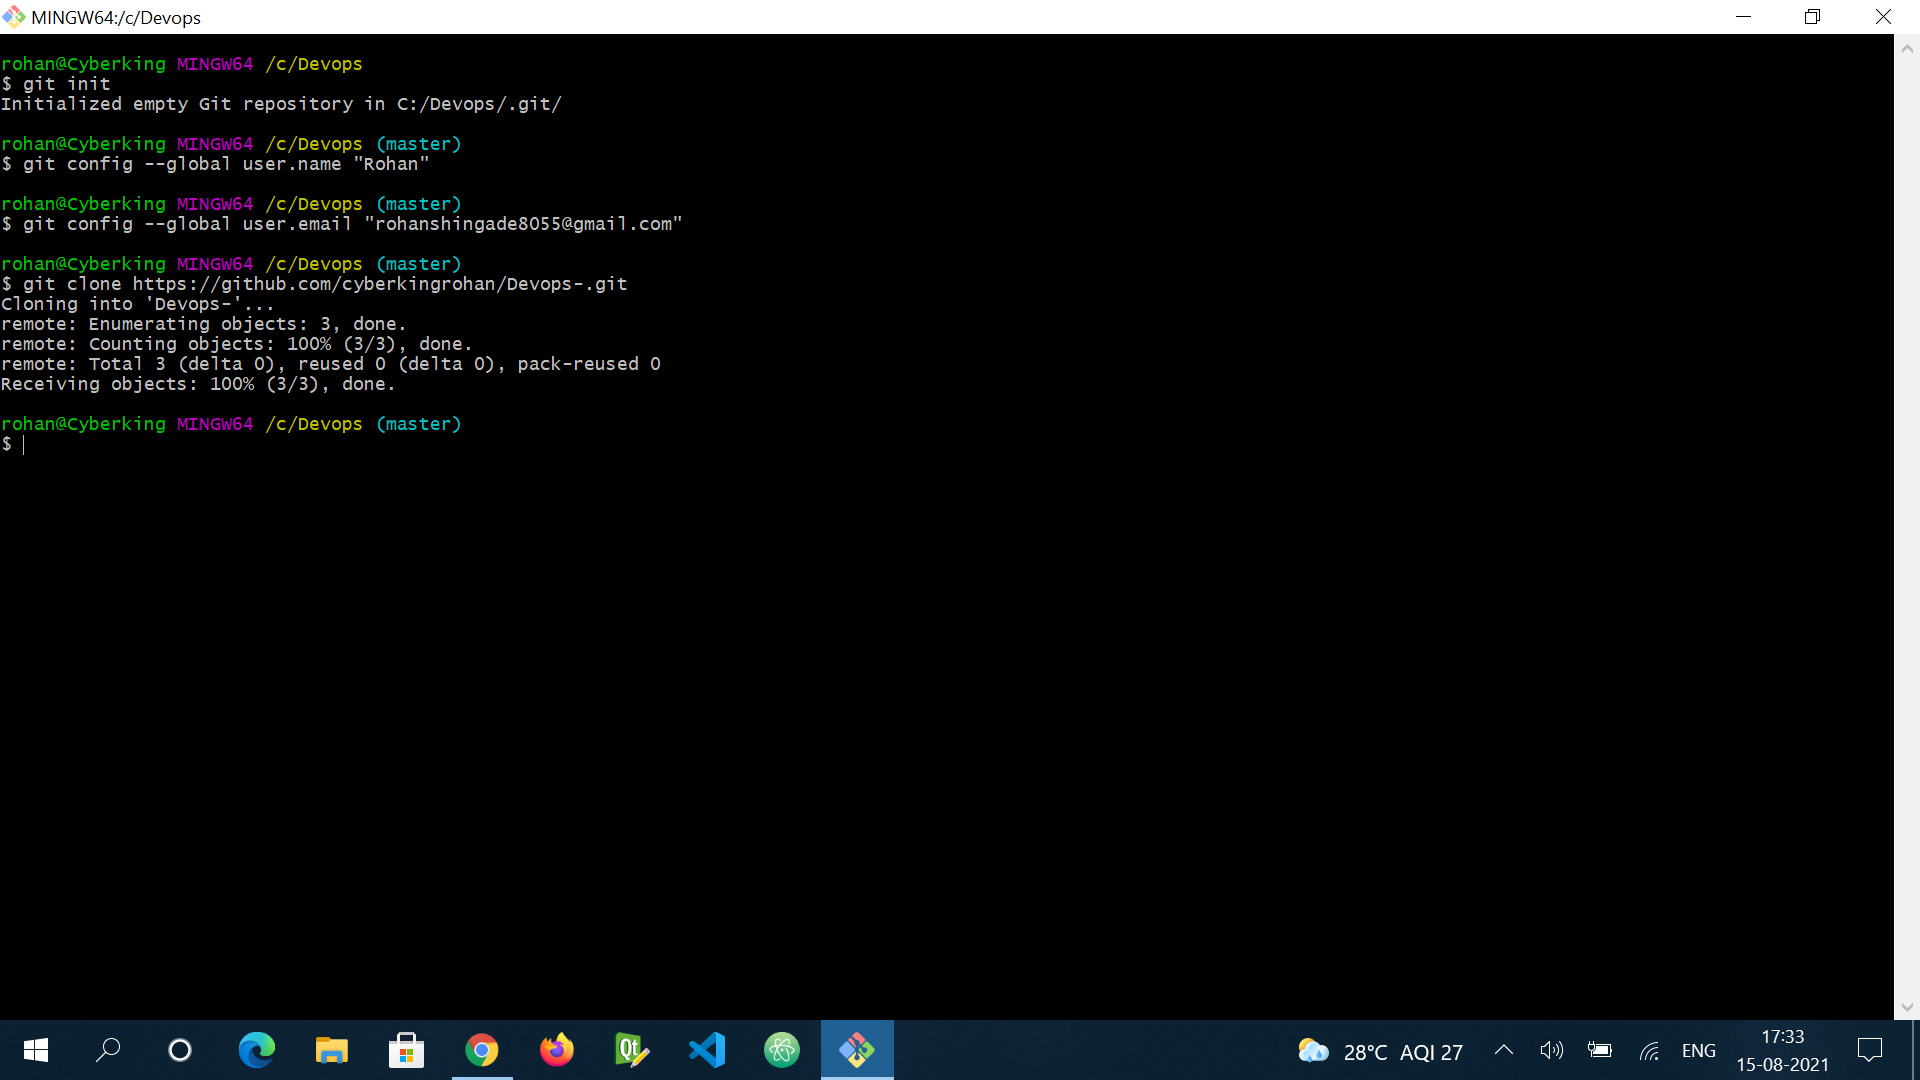 MINGW64:/c/Devops
rohan@Cyberking MINGW64 /c/Devops
$ git init
Initialized empty Git repository in C:/Devops/.git/
rohan@Cyberking MINGW64 /c/Devops (master)
$ git config --global user.name "Rohan"
rohan@Cyberking MINGW64 /c/Devops (master)
$ git config --global user.email "rohanshingade8055@gmail.com"
rohan@Cyberking MINGW64 /c/Devops (master)
$ git clone https://github.com/cyberkingrohan/Devops-.git
Cloning into 'Devops-'...
remote: Enumerating objects: 3, done.
remote: Counting objects: 100% (3/3), done.
remote: Total 3 (delta 0), reused 0 (delta 0), pack-reused 0
Receiving objects: 100% (3/3), done.
rohan@Cyberking MINGW64 /c/Devops (master)
$
Qt
28°C AQI 27
ENG
17:33
15-08-2021